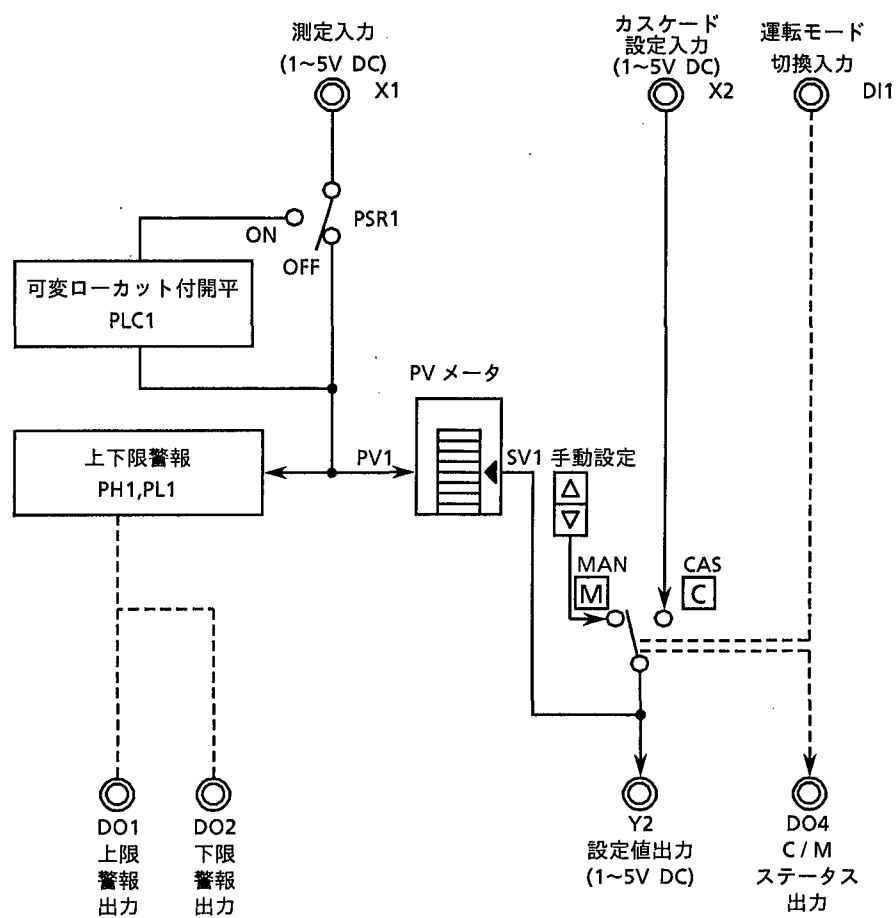 測定入力
(1~5V DC)
X1
カスケード
設定入力
(1~5V DC)
X2
運転モード
切換入力
DI1
PSR1
ON
OFF
可変ローカット付開平
PLC1
PV メータ
上下限警報
PH1,PL1
PV1
SV1 手動設定
MAN
M
CAS
C
DO1
上限
警報
出力
DO2
下限
警報
出力
Y2
設定値出力
(1~5V DC)
DO4
C / M
ステータス
出力